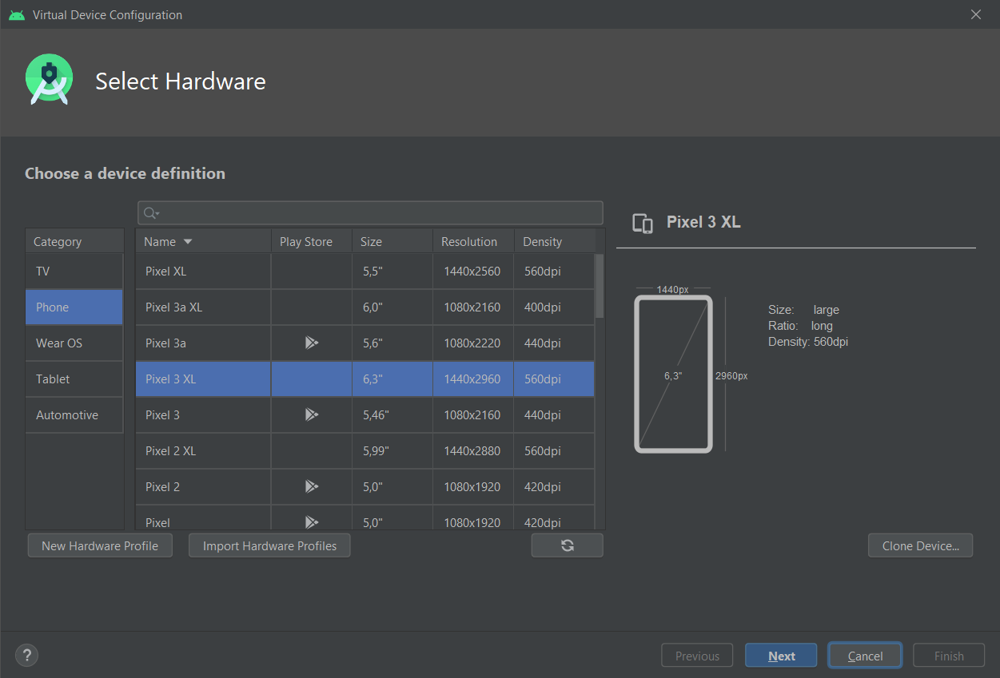 Virtual Device Configuration
Select Hardware
Choose a device definition
Category
TV
Phone
Wear OS
Tablet
Automotive
Name Play Store Size Resolution Density
Pixel XL 5,5" 1440x2560 560dpi
Pixel 3a XL 6,0" 1080x2160 400dpi
Pixel 3a 5,6" 1080x2220 440dpi
Pixel 3 XL 6,3" 1440x2960 560dpi
Pixel 3 5,46" 1080x2160 440dpi
Pixel 2 XL 5,99" 1440x2880 560dpi
Pixel 2 5,0" 1080x1920 420dpi
Pixel 5,0" 1080x1920 420dpi
New Hardware Profile Import Hardware Profiles
Pixel 3 XL
1440px
6,3" 2960px
Size: large
Ratio: long
Density: 560dpi
Clone Device...
? Previous Next Cancel Finish